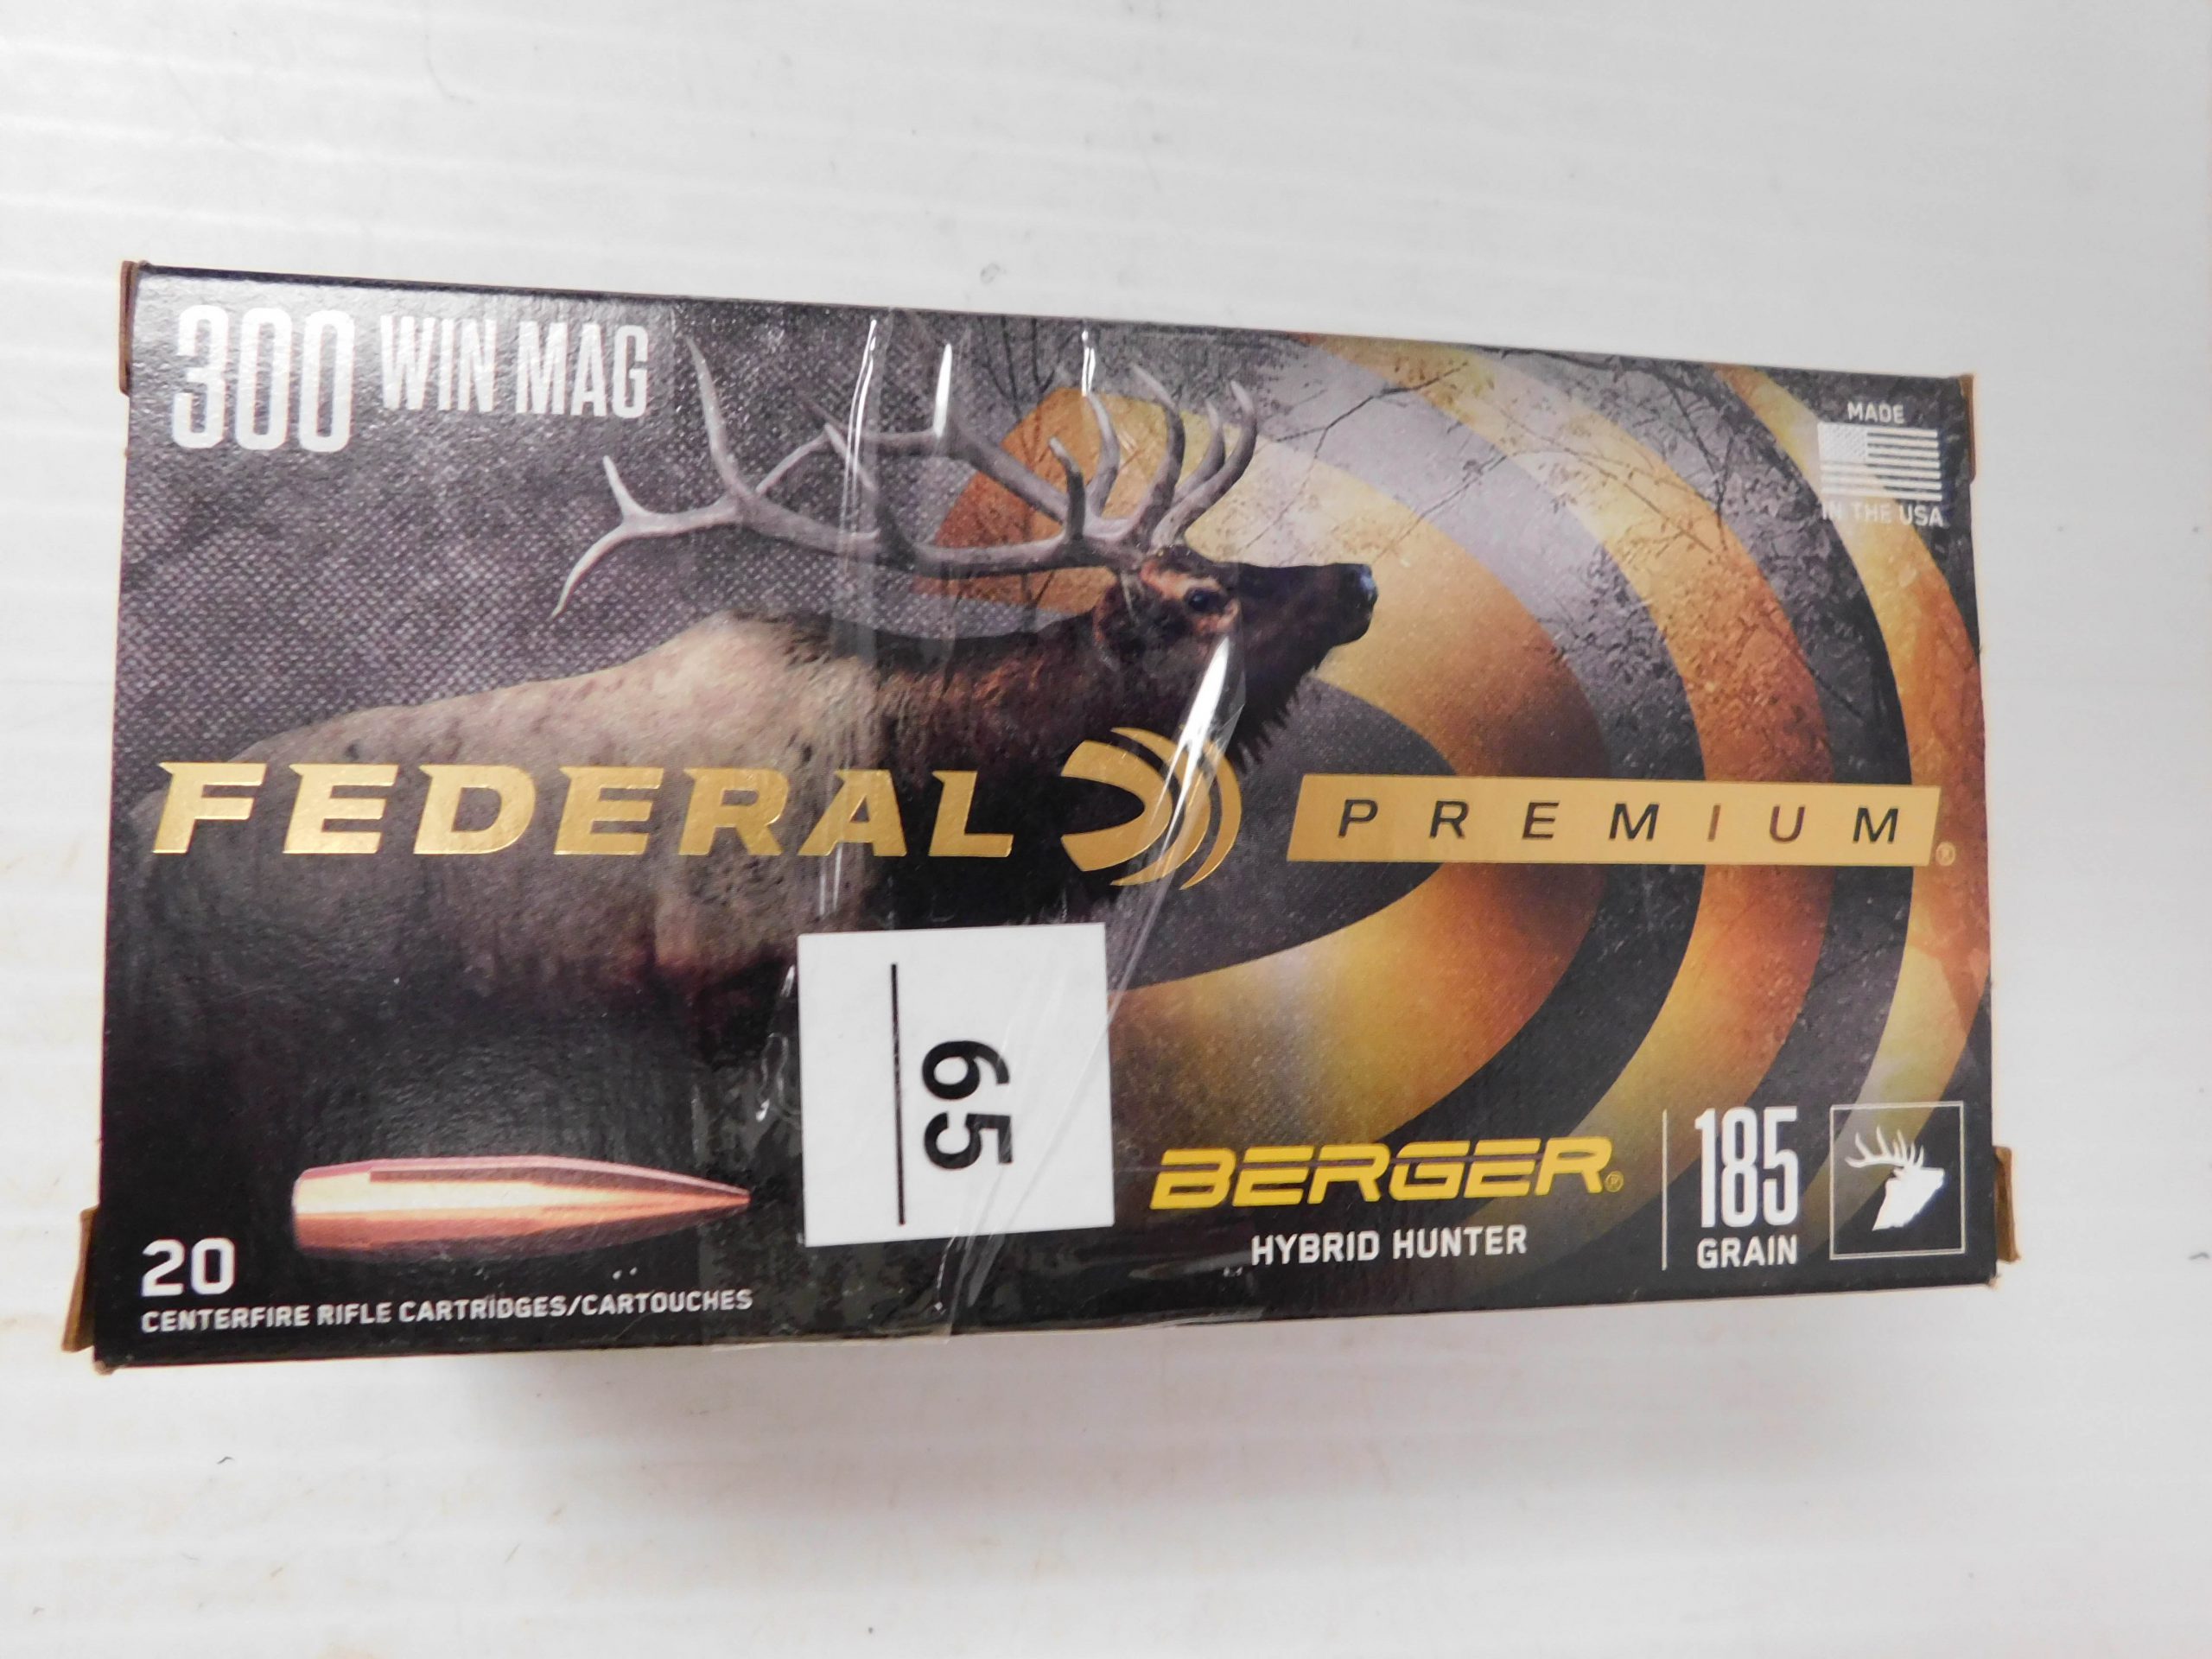 300 WIN MAG
MADE
IN THE USA
FEDERAL PREMIUM®
65
BERGER®
HYBRID HUNTER
185
GRAIN
20
CENTERFIRE RIFLE CARTRIDGES/CARTOUCHES